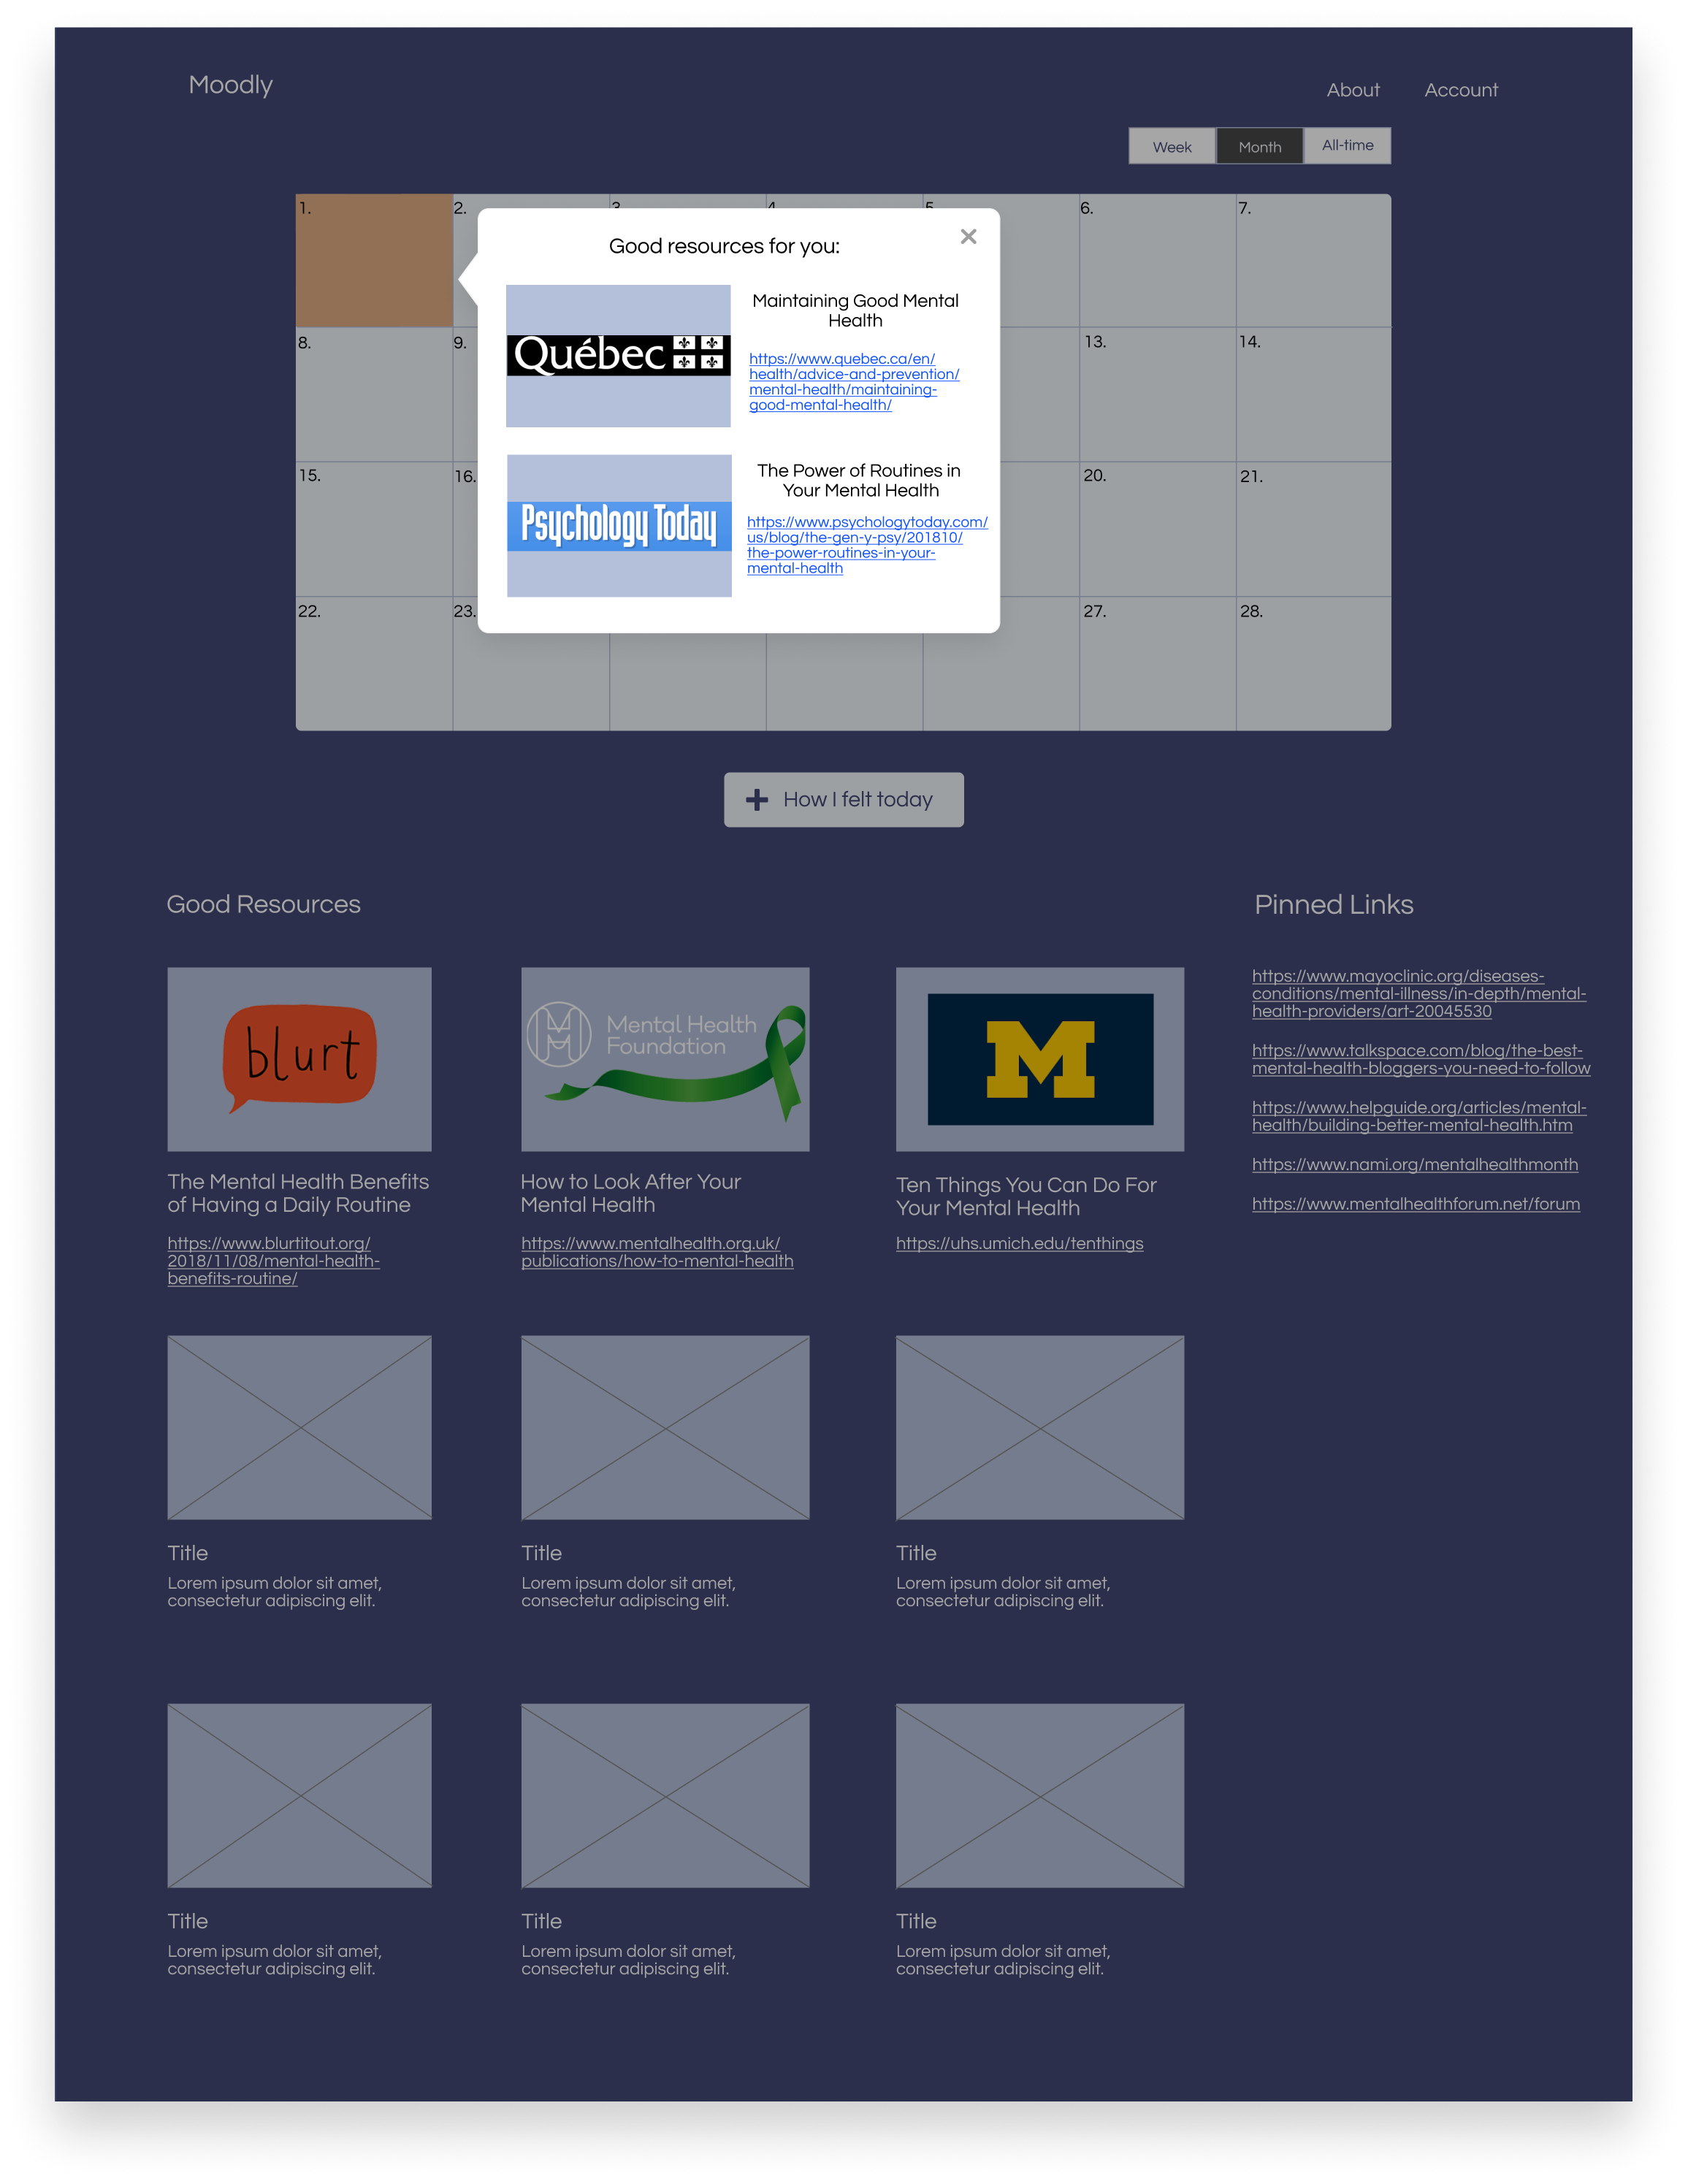 Moodly
About Account
Week Month All-time
1. 2. 3. 4. 5. 6. 7.
Good resources for you:
Québec
Maintaining Good Mental
Health
https://www.quebec.ca/en/
health/advice-and-prevention/
mental-health/maintaining-
good-mental-health/
8. 9. 13. 14.
Psychology Today
The Power of Routines in
Your Mental Health
https://www.psychologytoday.com/
us/blog/the-gen-y-psy/201810/
the-power-routines-in-your-
mental-health
15. 16. 20. 21.
22. 23. 27. 28.
How I felt today
Good Resources
blurt
The Mental Health Benefits
of Having a Daily Routine
https://www.blurtitout.org/
2018/11/08/mental-health-
benefits-routine/
Mental Health
Foundation
How to Look After Your
Mental Health
https://www.mentalhealth.org.uk/
publications/how-to-mental-health
M
Ten Things You Can Do For
Your Mental Health
https://uhs.umich.edu/tenthings
Pinned Links
https://www.mayoclinic.org/diseases-
conditions/mental-illness/in-depth/mental-
health-providers/art-20045530
https://www.talkspace.com/blog/the-best-
mental-health-bloggers-you-need-to-follow
https://www.helpguide.org/articles/mental-
health/building-better-mental-health.htm
https://www.nami.org/mentalhealthmonth
https://www.mentalhealthforum.net/forum
Title
Lorem ipsum dolor sit amet,
consectetur adipiscing elit.
Title
Lorem ipsum dolor sit amet,
consectetur adipiscing elit.
Title
Lorem ipsum dolor sit amet,
consectetur adipiscing elit.
Title
Lorem ipsum dolor sit amet,
consectetur adipiscing elit.
Title
Lorem ipsum dolor sit amet,
consectetur adipiscing elit.
Title
Lorem ipsum dolor sit amet,
consectetur adipiscing elit.